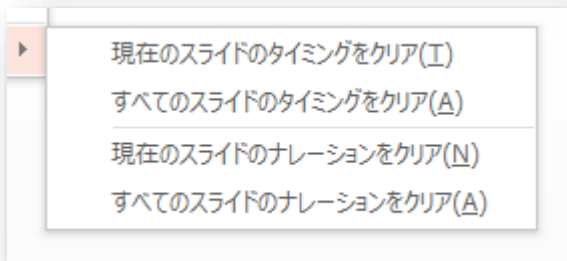 現在のスライドのタイミングをクリア(T)
すべてのスライドのタイミングをクリア(A)
現在のスライドのナレーションをクリア(N)
すべてのスライドのナレーションをクリア(A)